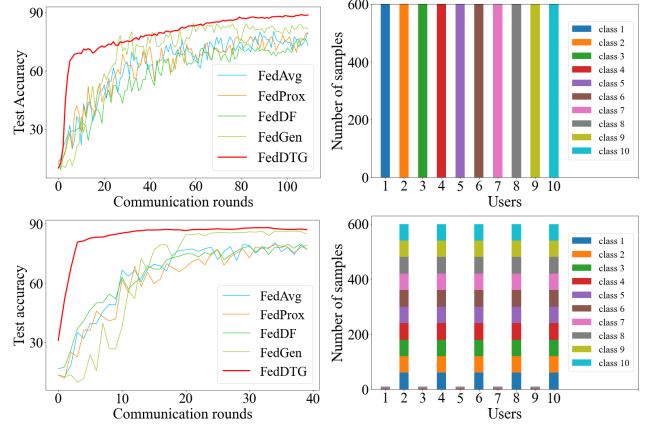 90
60
30
Test Accuracy
FedAvg
FedProx
FedDF
FedGen
FedDTG
0 20 40 60 80 100
Communication rounds
600
400
200
0
Number of samples
class 1
class 2
class 3
class 4
class 5
class 6
class 7
class 8
class 9
class 10
1 2 3 4 5 6 7 8 9 10
Users
90
60
30
Test accuracy
FedAvg
FedProx
FedDF
FedGen
FedDTG
0 10 20 30 40
Communication rounds
600
400
200
0
Number of samples
class 1
class 2
class 3
class 4
class 5
class 6
class 7
class 8
class 9
class 10
1 2 3 4 5 6 7 8 9 10
Users